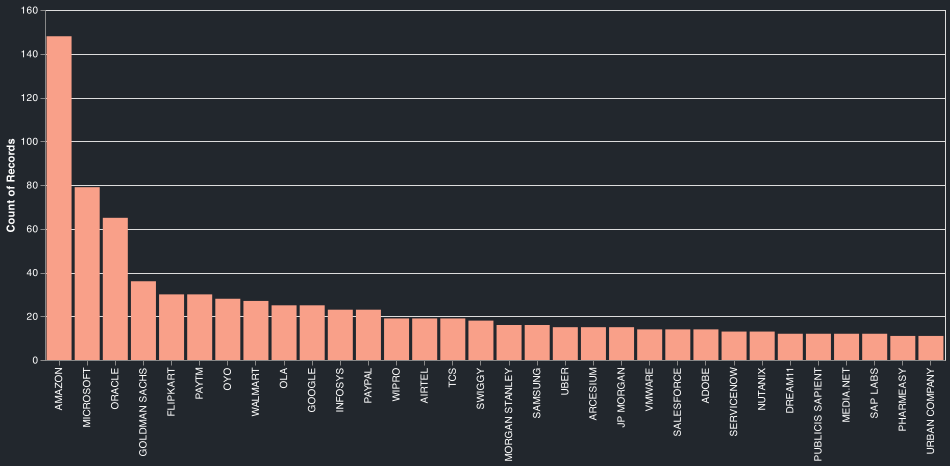 160
140
120
100
80
60
40
20
0
Count of Records
AMAZON
MICROSOFT
ORACLE
GOLDMAN SACHS
FLIPKART
PAYTM
OYO
WALMART
OLA
GOOGLE
INFOSYS
PAYPAL
WIPRO
AIRTEL
TCS
SWIGGY
MORGAN STANLEY
SAMSUNG
UBER
ARCESIUM
JP MORGAN
VMWARE
SALESFORCE
ADOBE
SERVICENOW
NUTANIX
DREAM11
PUBLICIS SAPIENT
MEDIA.NET
SAP LABS
PHARMEASY
URBAN COMPANY